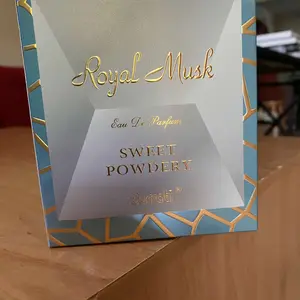 Royal Musk
Eau De Parfum
SWEET
POWDERY